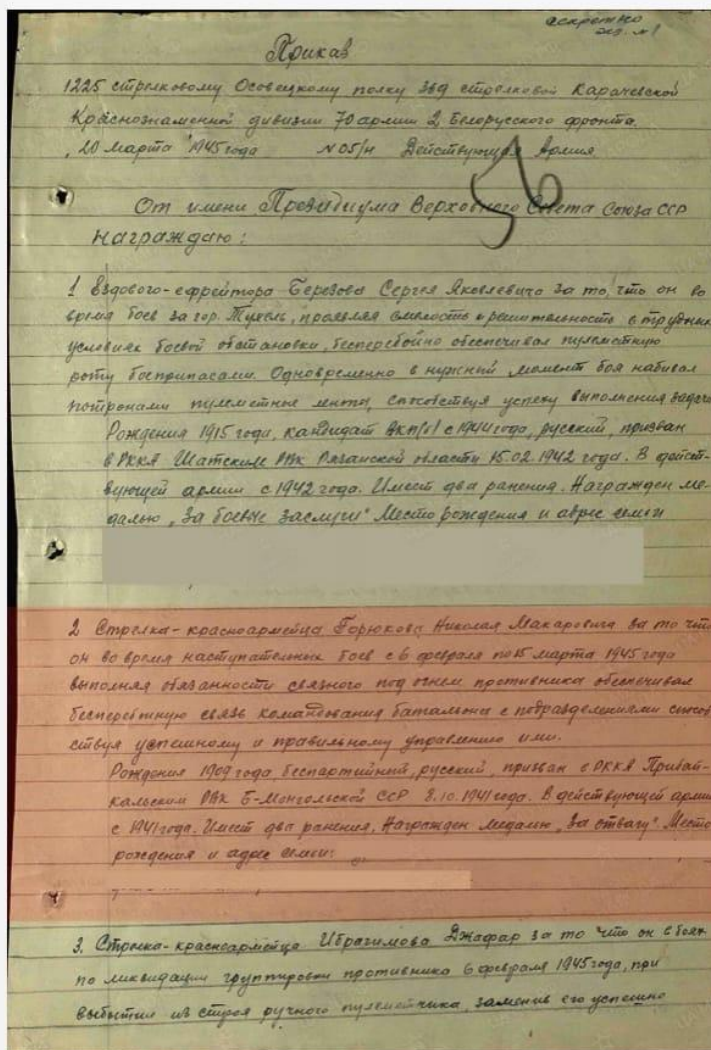 секретно
экз. №1
Приказ
1225 стрелковому Осовецкому полку 369 стрелковой Карачевской
Краснознаменной дивизии 70 армии 2 Белорусского фронта.
20 марта 1945 года №05/н Действующая Армия
От имени Президиума Верховного Совета Союза ССР
награждаю:
1 Ездового-ефрейтора Березова Сергея Яковлевича за то, что он во
время боев за гор. Тухель, проявляя смелость и решительность в трудных
условиях боевой обстановки, бесперебойно обеспечивал пулеметную
роту боеприпасами. Одновременно в нужный момент боя набивал
патронами пулеметные ленты, способствуя успеху выполнения задачи
Рождения 1915 года, кандидат ВКП(б) с 1944 года, русский, призван
в РККА Шатским РВК Рязанской области 15.02.1942 года. В дейст-
вующей армии с 1942 года. Имеет два ранения. Награжден ме-
далью „За боевые заслуги" Место рождения и адрес семьи
2 Стрелка-красноармейца Горюкова Николая Макаровича за то что
он во время наступательных боев с 6 февраля по 15 марта 1945 года
выполняя обязанности связного под огнем противника обеспечивал
бесперебойную связь командования батальона с подразделениями способ
ствуя успешному и правильному управлению ими.
Рождения 1909 года, беспартийный, русский, призван в РККА Прибай-
кальским РВК Б-Монгольской ССР 8.10.1941 года. В действующей армии
с 1941 года. Имеет два ранения, Награжден медалью „За отвагу". Место
рождения и адрес семьи:
3. Стрелка-красноармейца Ибрагимова Джафар за то что он в боях
по ликвидации группировки противника 6 февраля 1945 года, при
выбытии из строя ручного пулеметчика, заменив его успешно